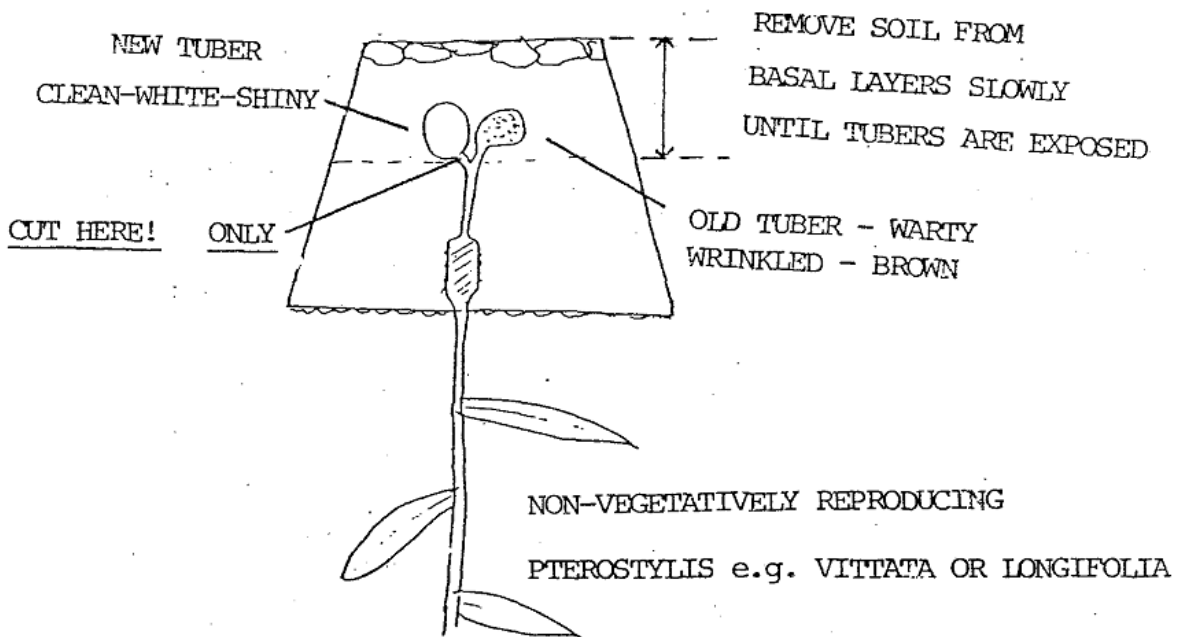 NEW TUBER
CLEAN-WHITE-SHINY
REMOVE SOIL FROM
BASAL LAYERS SLOWLY
UNTIL TUBERS ARE EXPOSED
CUT HERE! ONLY
OLD TUBER - WARTY
WRINKLED - BROWN
NON-VEGETATIVELY REPRODUCING
PTEROSTYLIS e.g. VITTATA OR LONGIFOLIA